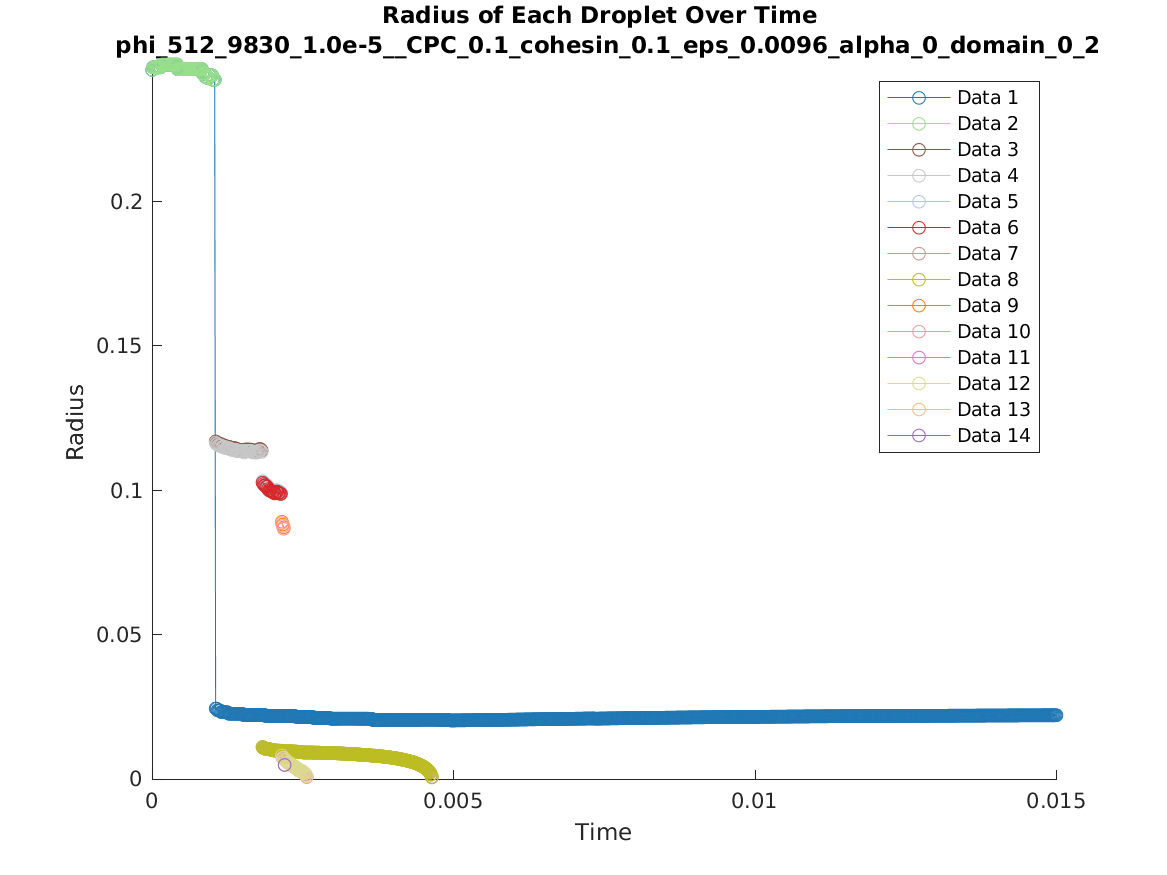 Radius of Each Droplet Over Time
phi_512_9830_1.0e-5__CPC_0.1_cohesin_0.1_eps_0.0096_alpha_0_domain_0_2
Radius
0.2
0.15
0.1
0.05
0
0
0.005
0.01
0.015
Time
Data 1
Data 2
Data 3
Data 4
Data 5
Data 6
Data 7
Data 8
Data 9
Data 10
Data 11
Data 12
Data 13
Data 14